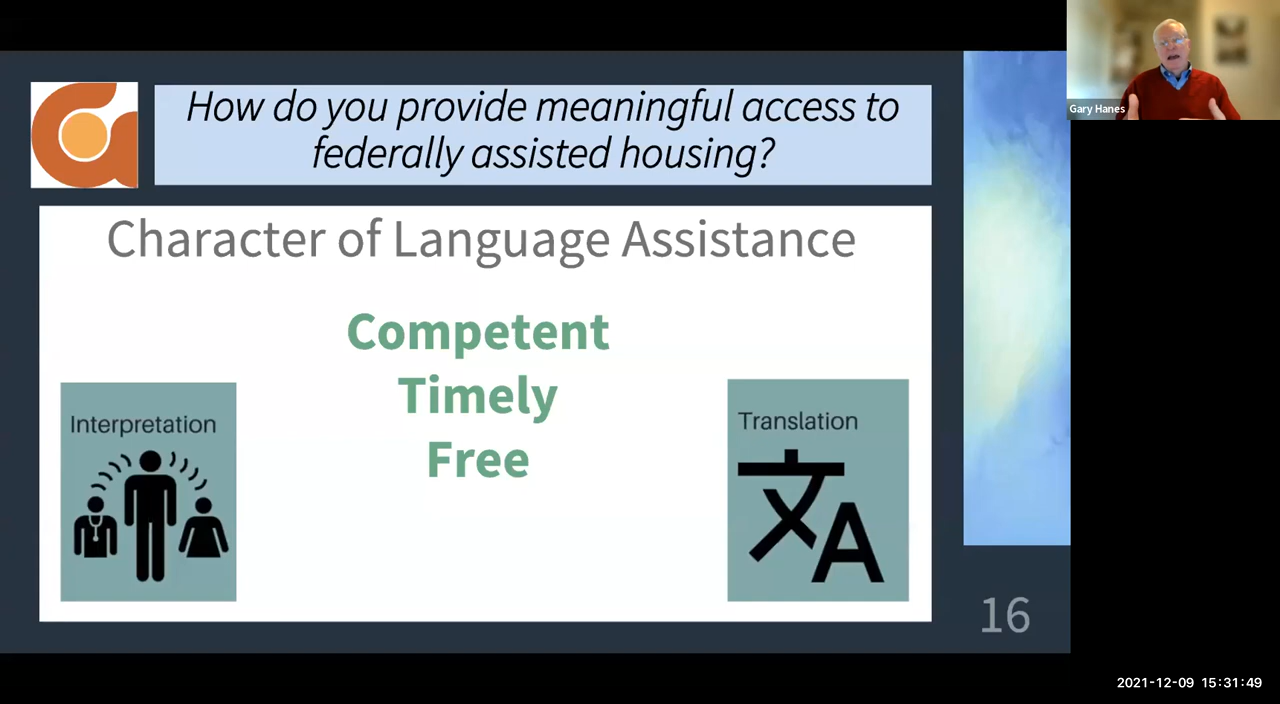 How do you provide meaningful access to
federally assisted housing?
Gary Hanes
Character of Language Assistance
Competent
Timely
Free
Interpretation
Translation
文A
16
2021-12-09 15:31:49